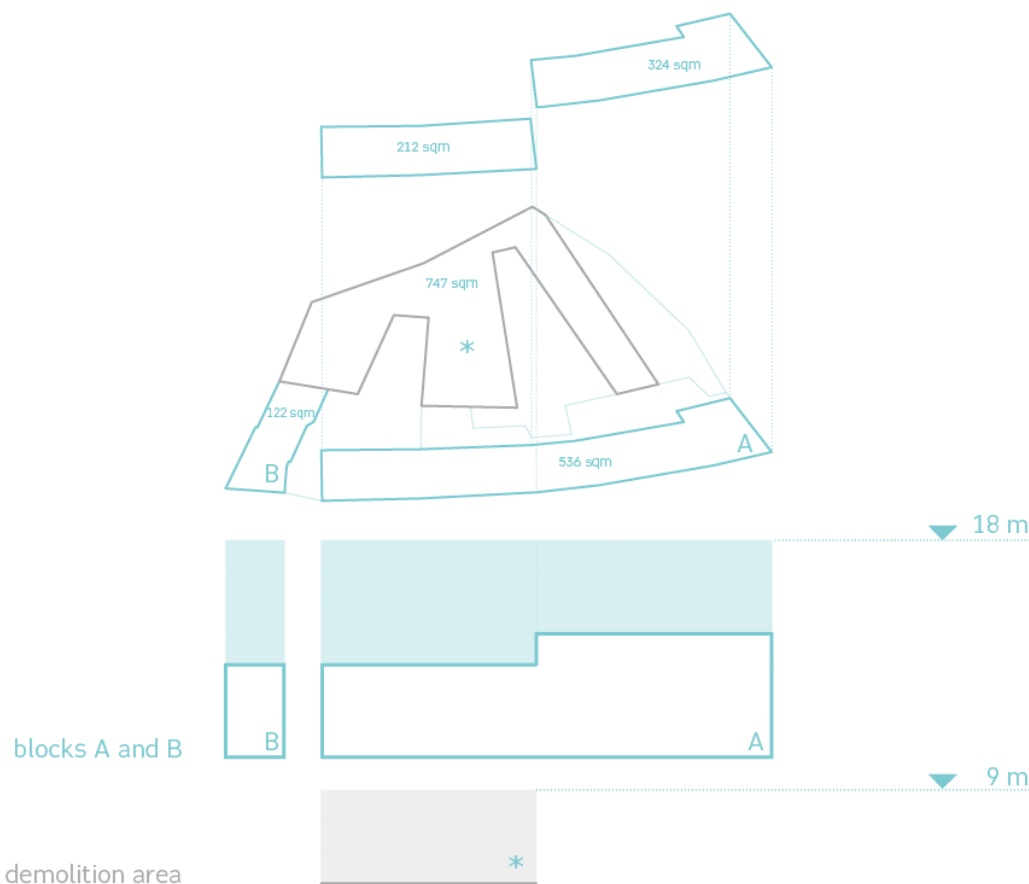 324 sqm
212 sqm
747 sqm
*
122 sqm
B
A
536 sqm
18 m
blocks A and B
B
A
9 m
demolition area
*